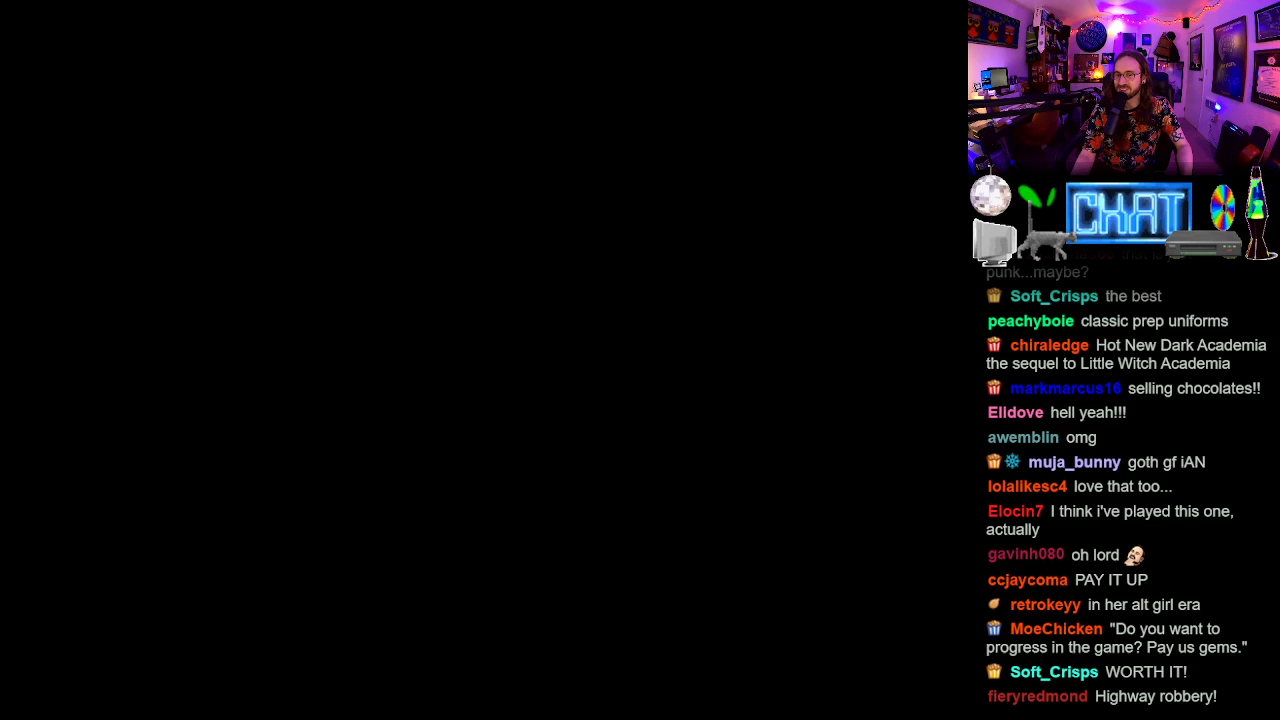 CHAT
punk...maybe?
Soft_Crisps the best
peachyboie classic prep uniforms
chiraledge Hot New Dark Academia
the sequel to Little Witch Academia
markmarcus16 selling chocolates!!
Elldove hell yeah!!!
awemblin omg
muja_bunny goth gf iAN
lolalikesc4 love that too...
Elocin7 I think i've played this one,
actually
gavinh080 oh lord
ccjaycoma PAY IT UP
retrokeyy in her alt girl era
MoeChicken "Do you want to
progress in the game? Pay us gems."
Soft_Crisps WORTH IT!
fieryredmond Highway robbery!